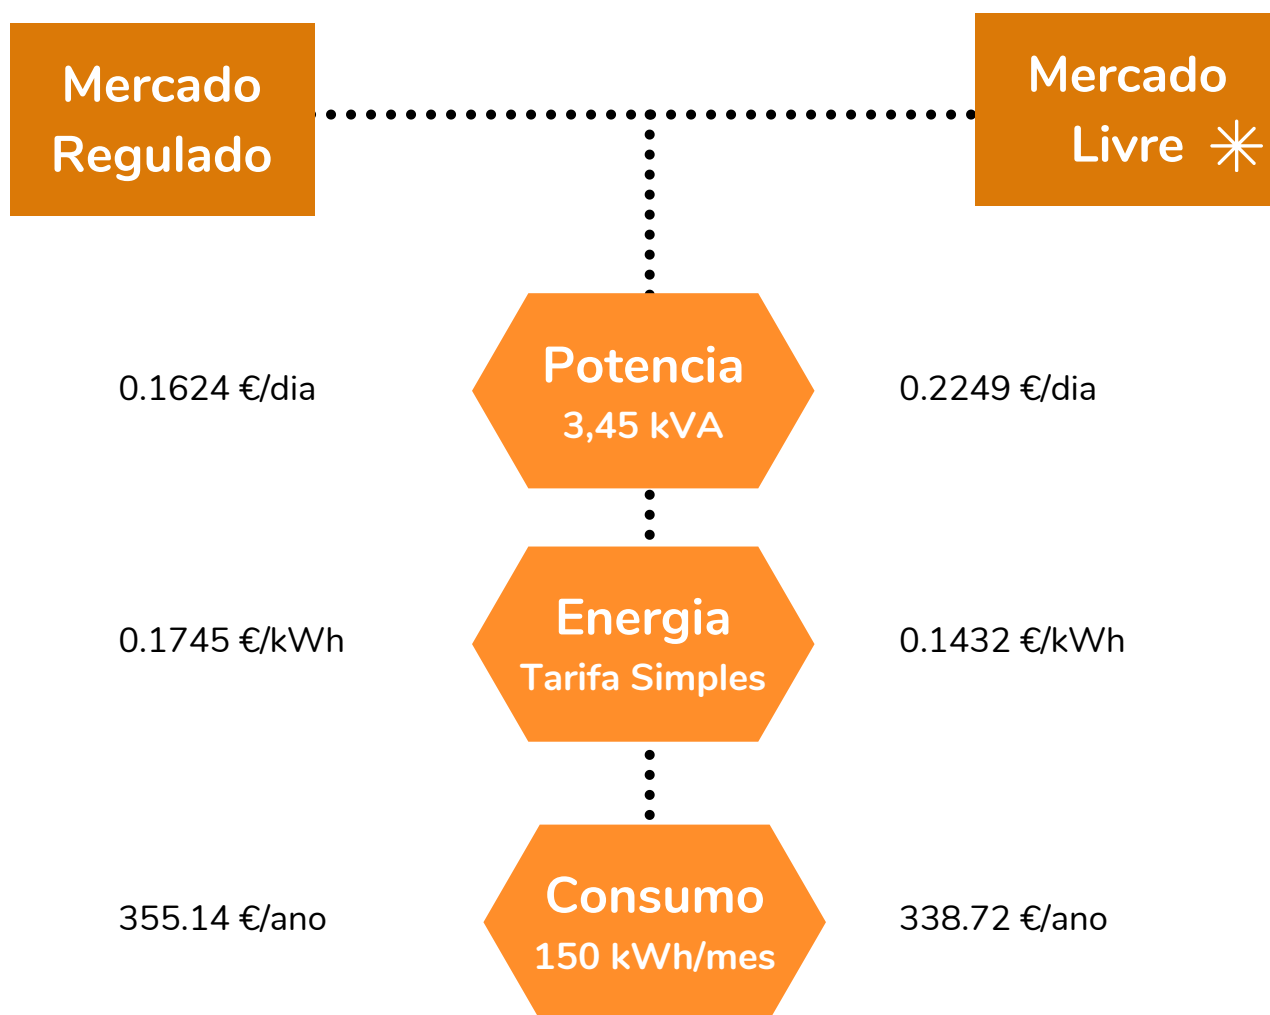 Mercado
Regulado
Mercado
Livre
Potencia
3,45 kVA
0.1624 €/dia
0.2249 €/dia
Energia
Tarifa Simples
0.1745 €/kWh
0.1432 €/kWh
Consumo
150 kWh/mes
355.14 €/ano
338.72 €/ano